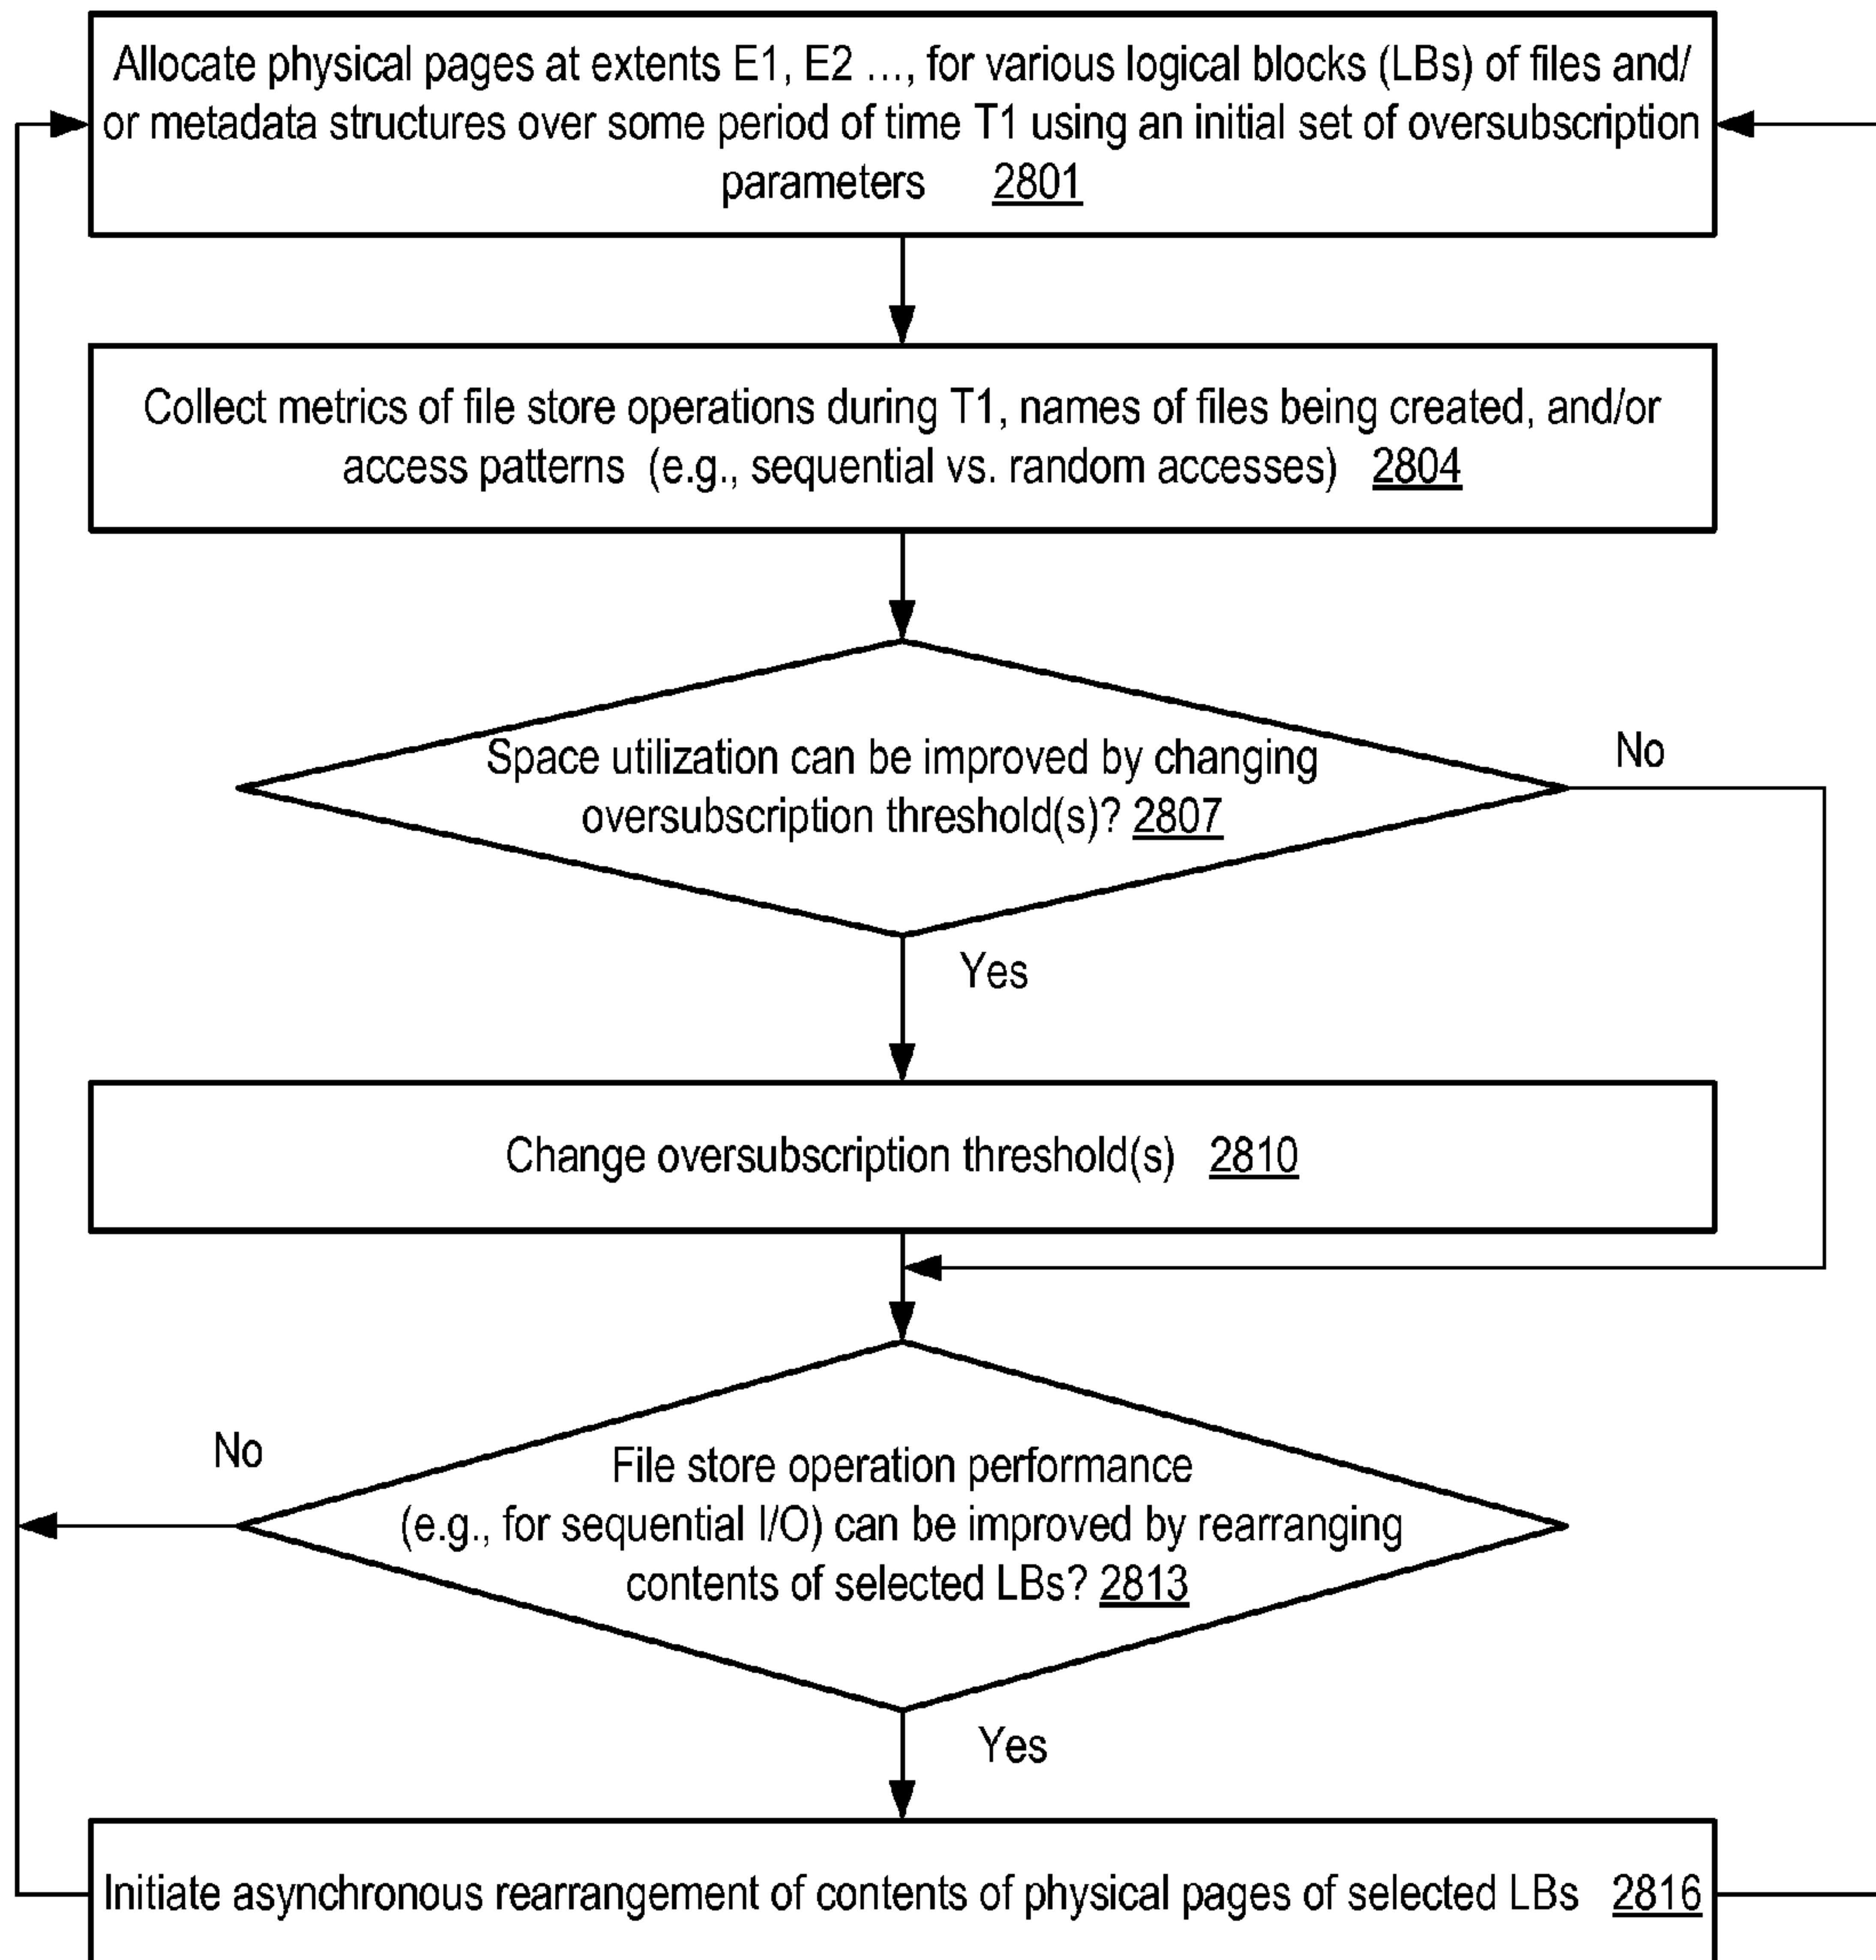 Allocate physical pages at extents E1, E2 ..., for various logical blocks (LBs) of files and/
or metadata structures over some period of time T1 using an initial set of oversubscription
parameters 2801
Collect metrics of file store operations during T1, names of files being created, and/or
access patterns (e.g., sequential vs. random accesses) 2804
Space utilization can be improved by changing
oversubscription threshold(s)? 2807
No
Yes
Change oversubscription threshold(s) 2810
No
File store operation performance
(e.g., for sequential I/O) can be improved by rearranging
contents of selected LBs? 2813
Yes
Initiate asynchronous rearrangement of contents of physical pages of selected LBs 2816